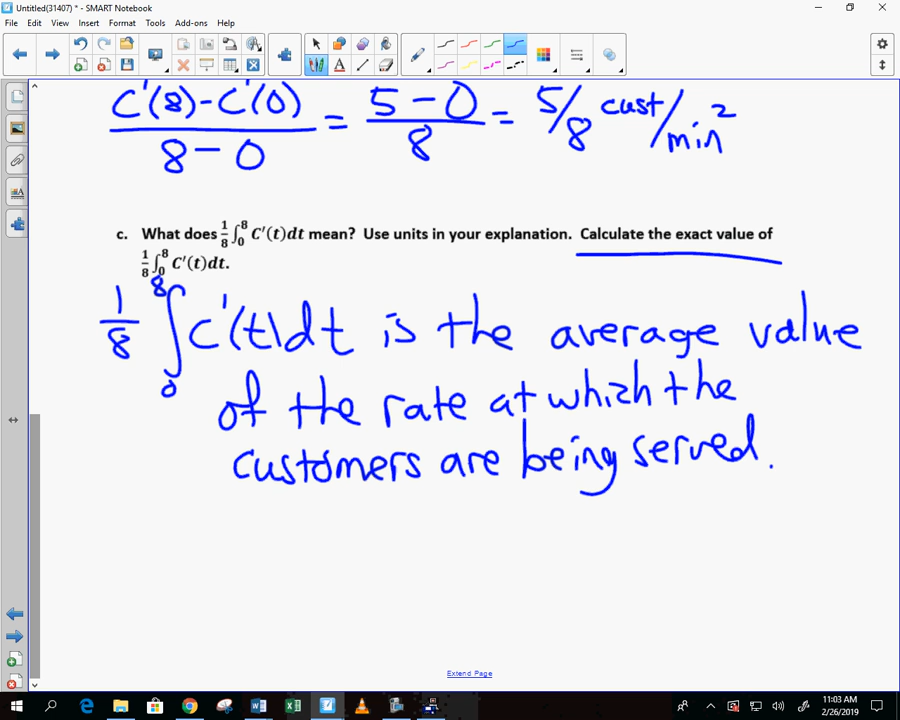 Untitled(31407) * - SMART Notebook
File Edit View Insert Format Tools Add-ons Help
C'(8)-C'(0) / 8-0 = 5-0 / 8 = 5/8 cust/min²
c. What does 1/8 ∫₀⁸ C'(t)dt mean? Use units in your explanation. Calculate the exact value of
1/8 ∫₀⁸ C'(t)dt.
1/8 ∫₀⁸ C'(t)dt is the average value
of the rate at which the
customers are being served.
Extend Page
11:03 AM
2/26/2019